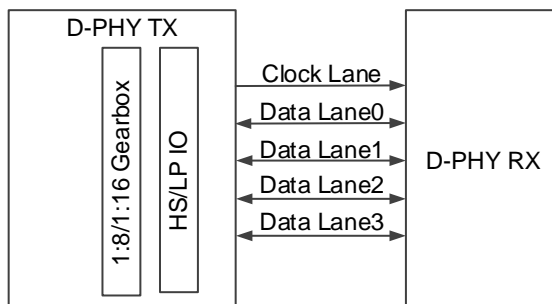 D-PHY TX
1:8/1:16 Gearbox
HS/LP IO
Clock Lane
Data Lane0
Data Lane1
Data Lane2
Data Lane3
D-PHY RX